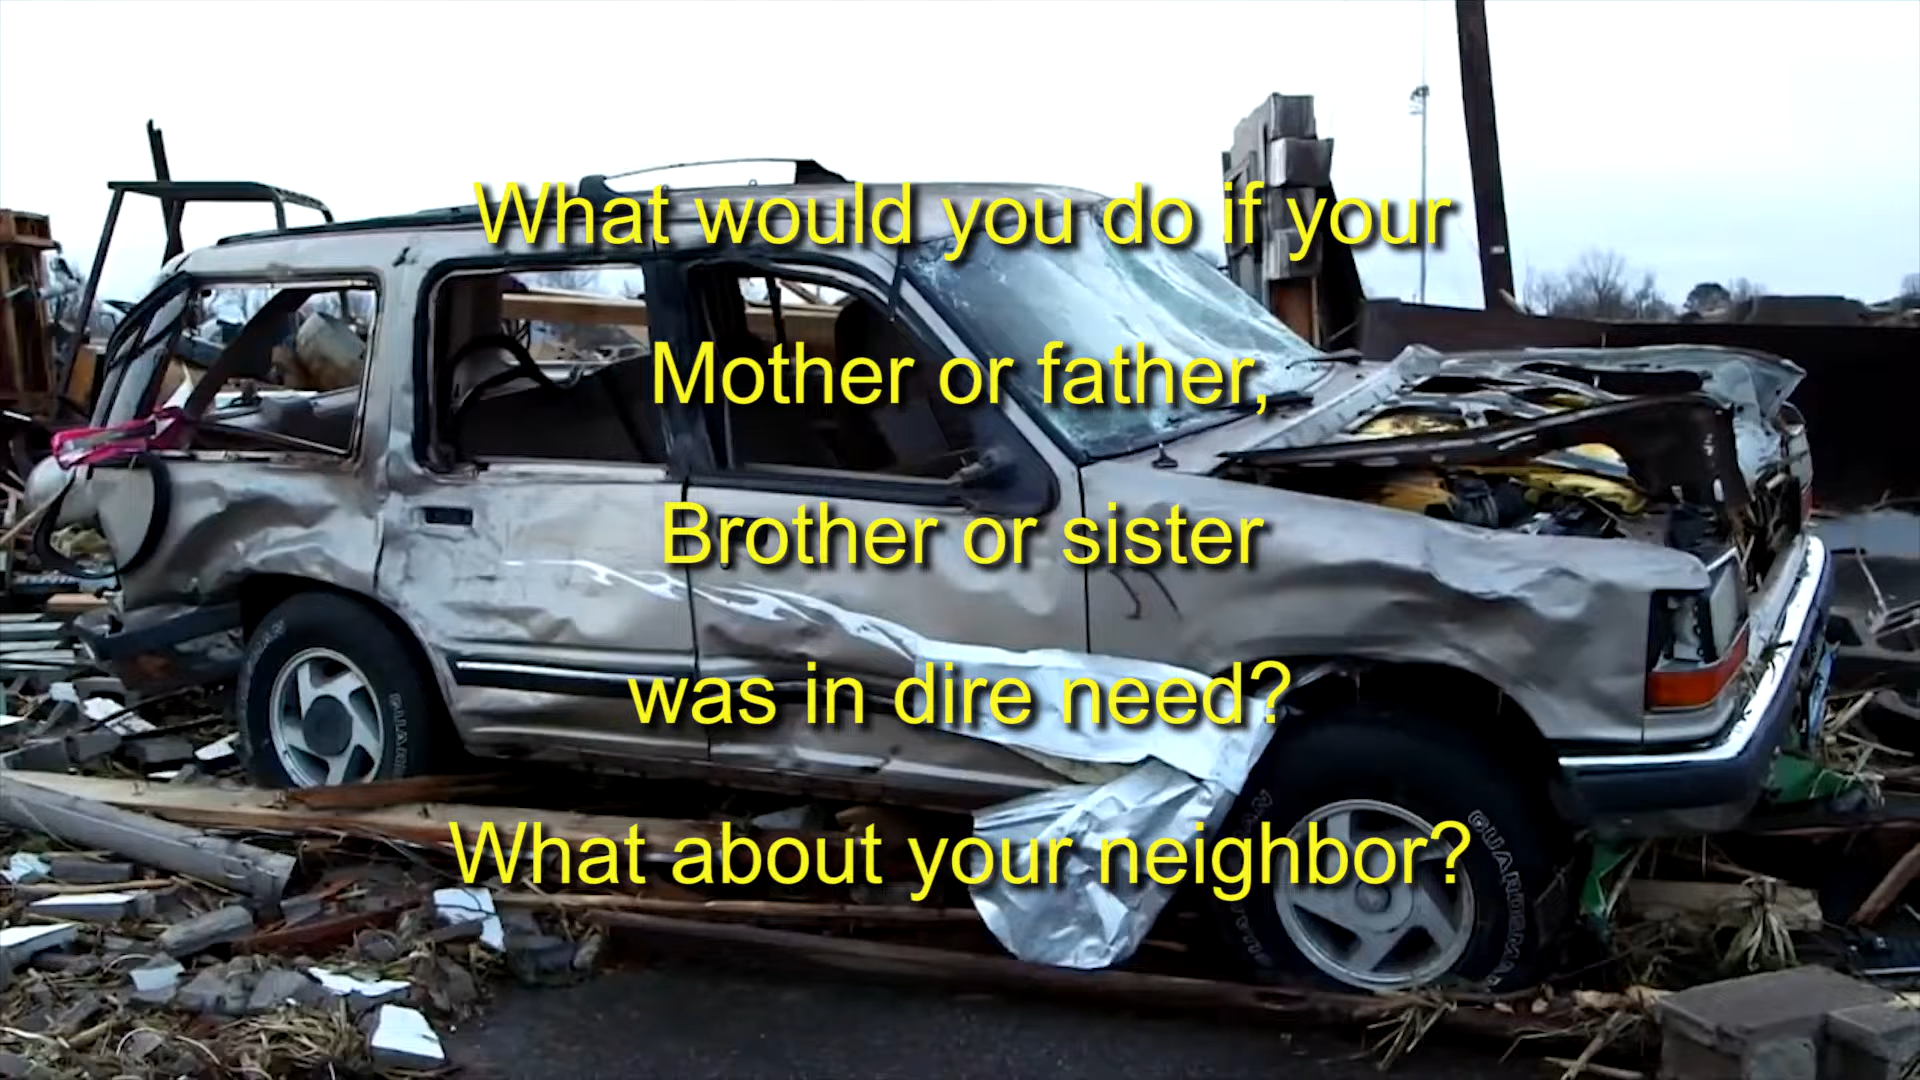 What would you do if your
Mother or father,
Brother or sister
was in dire need?
What about your neighbor?
GUARDSMAN